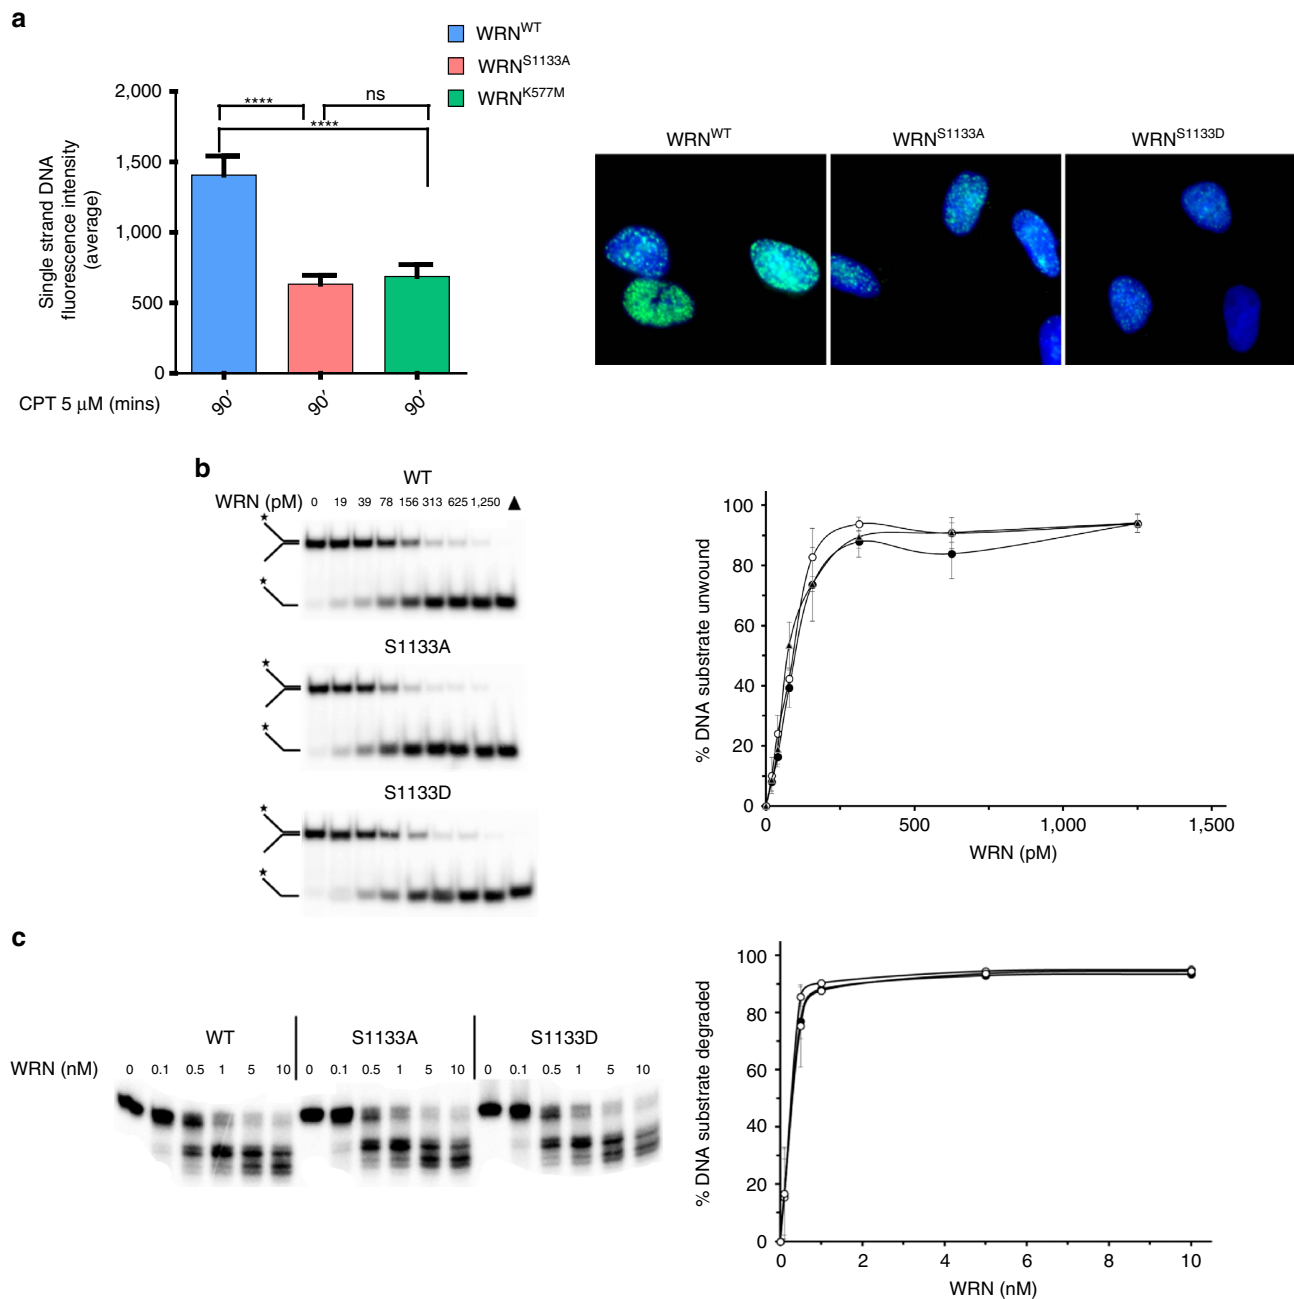 a
WRN^WT
WRN^S1133A
WRN^K577M
2,000
1,500
1,000
500
0
Single strand DNA
fluorescence intensity
(average)
****
ns
****
CPT 5 μM (mins)
90′ 90′ 90′
WRN^WT WRN^S1133A WRN^S1133D
b
WT
WRN (pM) 0 19 39 78 156 313 625 1,250
S1133A
S1133D
% DNA substrate unwound
100
80
60
40
20
0
0 500 1,000 1,500
WRN (pM)
c
WT S1133A S1133D
WRN (nM) 0 0.1 0.5 1 5 10 0 0.1 0.5 1 5 10 0 0.1 0.5 1 5 10
% DNA substrate degraded
100
80
60
40
20
0
0 2 4 6 8 10
WRN (nM)